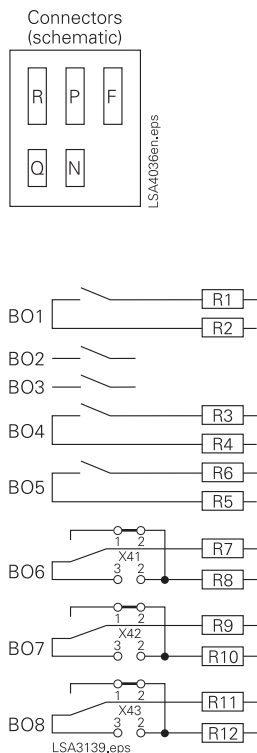 Connectors
(schematic)
R P F
Q N
LSA4036en.eps
BO1 R1
R2
BO2
BO3
BO4 R3
R4
BO5 R6
R5
BO6 1 2 R7
X41
3 2 R8
BO7 1 2 R9
X42
3 2 R10
BO8 1 2 R11
X43
3 2 R12
LSA3139.eps